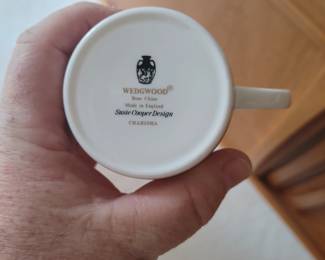 WEDGWOOD®
Bone China
Made in England
Susie Cooper Design
CHARISMA